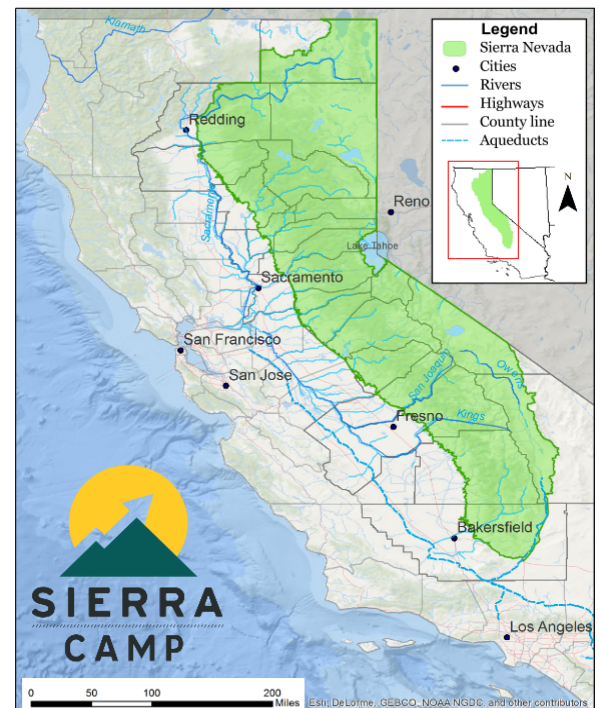 Klamath
Legend
Sierra Nevada
Cities
Rivers
Highways
County line
Aqueducts
N
Redding
Reno
Sacramento
Lake Tahoe
Sacramento
San Francisco
San Jose
San Joaquin
Owens
Fresno
Kings
Bakersfield
SIERRA
CAMP
Los Angeles
0 50 100 200
Miles
Esri, DeLorme, GEBCO, NOAA NGDC, and other contributors